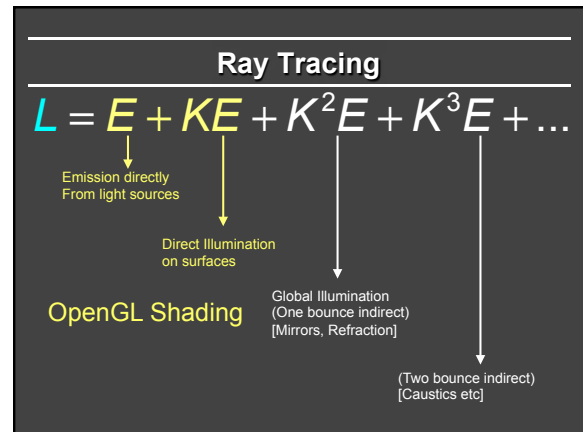 Ray Tracing
L = E + KE + K²E + K³E + ...
Emission directly
From light sources
Direct Illumination
on surfaces
Global Illumination
(One bounce indirect)
[Mirrors, Refraction]
OpenGL Shading
(Two bounce indirect)
[Caustics etc]